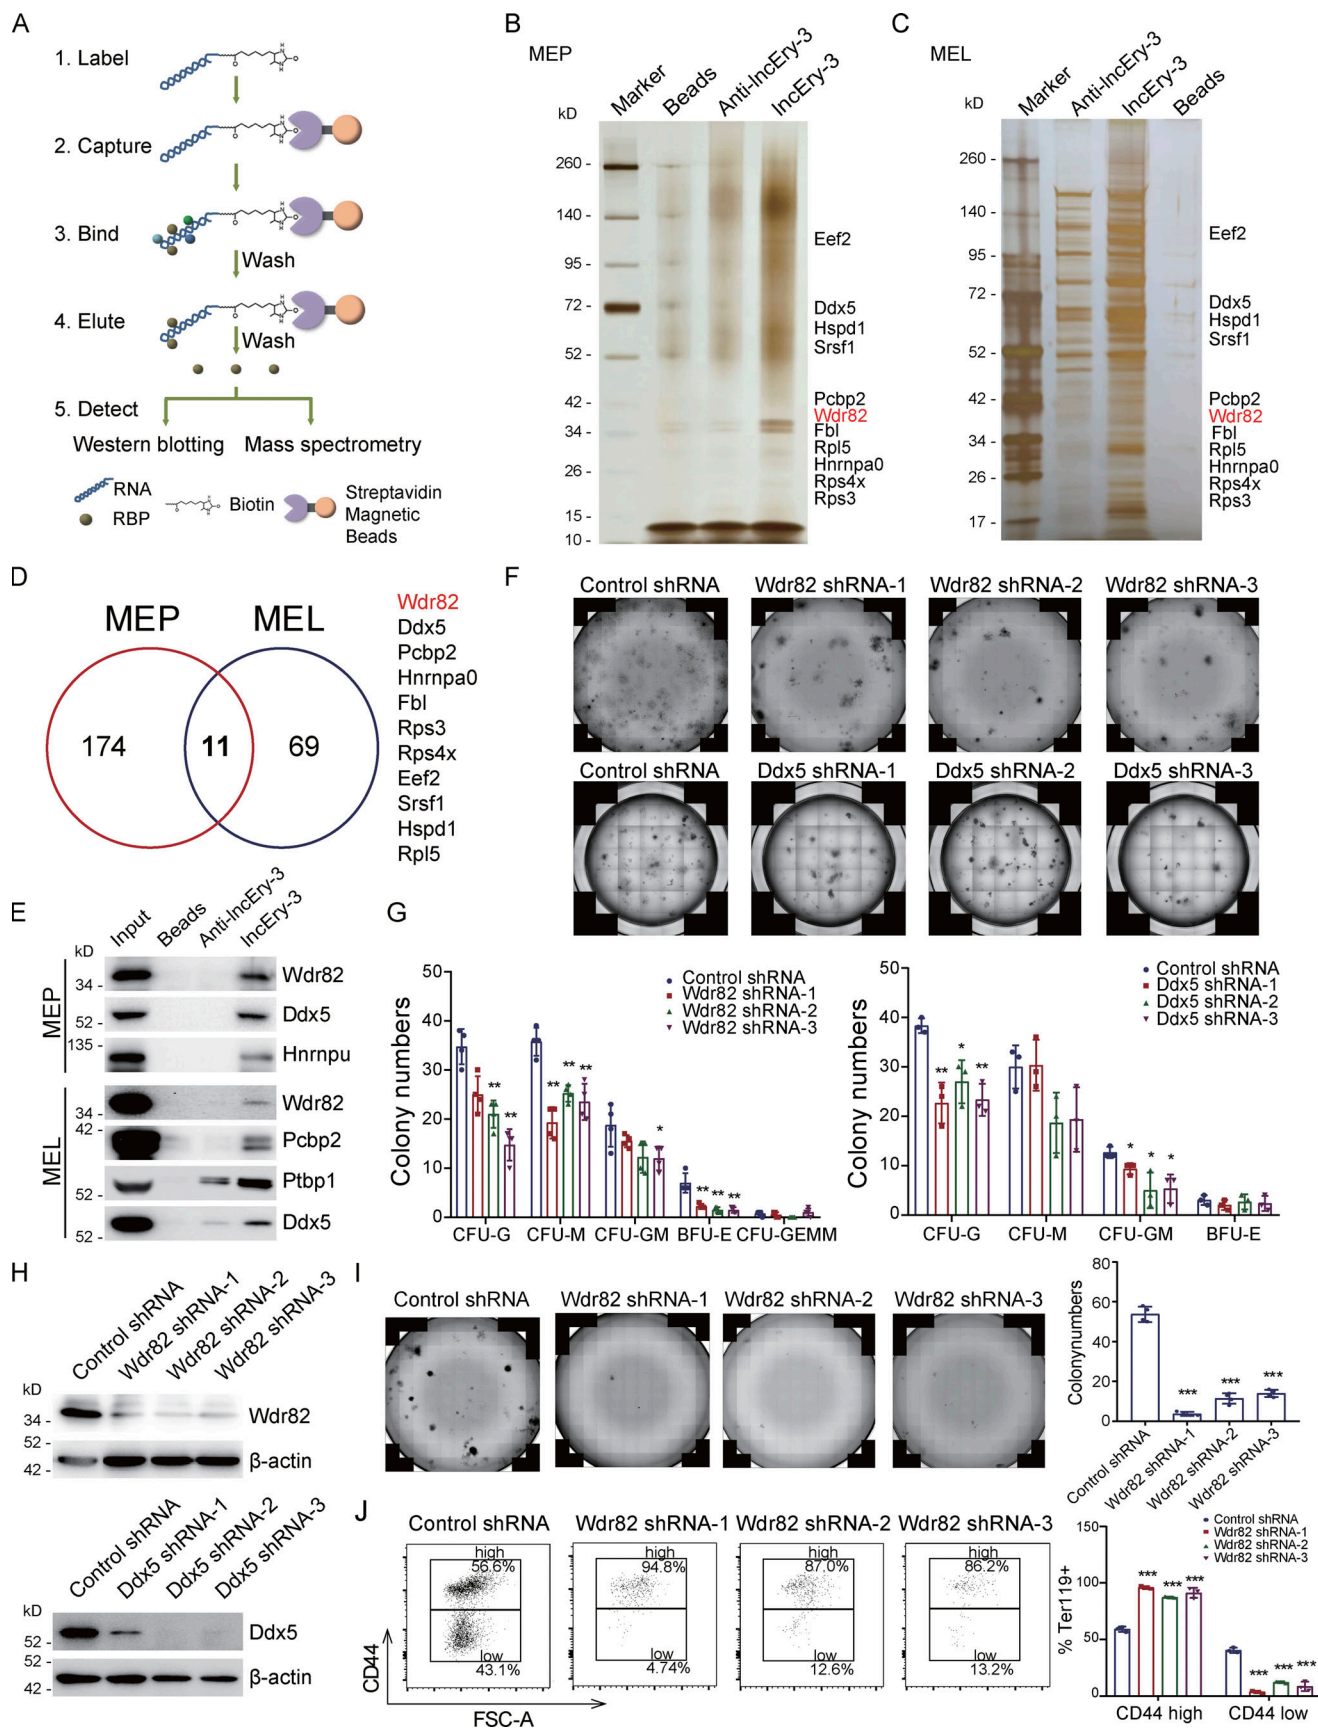 A
1. Label
2. Capture
3. Bind
Wash
4. Elute
Wash
5. Detect
Western blotting
Mass spectrometry
RNA
RBP
Biotin
Streptavidin
Magnetic
Beads
B
MEP
kD
Marker
Beads
Anti-lncEry-3
lncEry-3
260 -
140 -
95 -
72 -
52 -
42 -
34 -
26 -
15 -
10 -
Eef2
Ddx5
Hspd1
Srsf1
Pcbp2
Wdr82
Fbl
Rpl5
Hnrnpa0
Rps4x
Rps3
C
MEL
kD
Marker
Anti-lncEry-3
lncEry-3
Beads
260 -
140 -
95 -
72 -
52 -
42 -
34 -
26 -
17 -
Eef2
Ddx5
Hspd1
Srsf1
Pcbp2
Wdr82
Fbl
Rpl5
Hnrnpa0
Rps4x
Rps3
D
MEP
MEL
174
11
69
Wdr82
Ddx5
Pcbp2
Hnrnpa0
Fbl
Rps3
Rps4x
Eef2
Srsf1
Hspd1
Rpl5
E
kD
Input
Beads
Anti-lncEry-3
lncEry-3
MEP
34 -
Wdr82
52 -
Ddx5
135 -
Hnrnpu
MEL
34 -
Wdr82
42 -
Pcbp2
52 -
Ptbp1
52 -
Ddx5
F
Control shRNA
Wdr82 shRNA-1
Wdr82 shRNA-2
Wdr82 shRNA-3
Control shRNA
Ddx5 shRNA-1
Ddx5 shRNA-2
Ddx5 shRNA-3
G
Colony numbers
50
40
30
20
10
0
Control shRNA
Wdr82 shRNA-1
Wdr82 shRNA-2
Wdr82 shRNA-3
** ** ** ** ** * ** ** **
CFU-G CFU-M CFU-GM BFU-E CFU-GEMM
Colony numbers
50
40
30
20
10
0
Control shRNA
Ddx5 shRNA-1
Ddx5 shRNA-2
Ddx5 shRNA-3
** * ** * * *
CFU-G CFU-M CFU-GM BFU-E
H
kD
Control shRNA
Wdr82 shRNA-1
Wdr82 shRNA-2
Wdr82 shRNA-3
34 -
Wdr82
52 -
42 -
β-actin
kD
Control shRNA
Ddx5 shRNA-1
Ddx5 shRNA-2
Ddx5 shRNA-3
52 -
Ddx5
42 -
β-actin
I
Control shRNA
Wdr82 shRNA-1
Wdr82 shRNA-2
Wdr82 shRNA-3
Colonynumbers
80
60
40
20
0
*** *** ***
Control shRNA
Wdr82 shRNA-1
Wdr82 shRNA-2
Wdr82 shRNA-3
J
Control shRNA
Wdr82 shRNA-1
Wdr82 shRNA-2
Wdr82 shRNA-3
high
56.6%
low
43.1%
high
94.8%
low
4.74%
high
87.0%
low
12.6%
high
86.2%
low
13.2%
CD44
FSC-A
% Ter119+
150
100
50
0
Control shRNA
Wdr82 shRNA-1
Wdr82 shRNA-2
Wdr82 shRNA-3
*** *** *** *** *** ***
CD44 high CD44 low